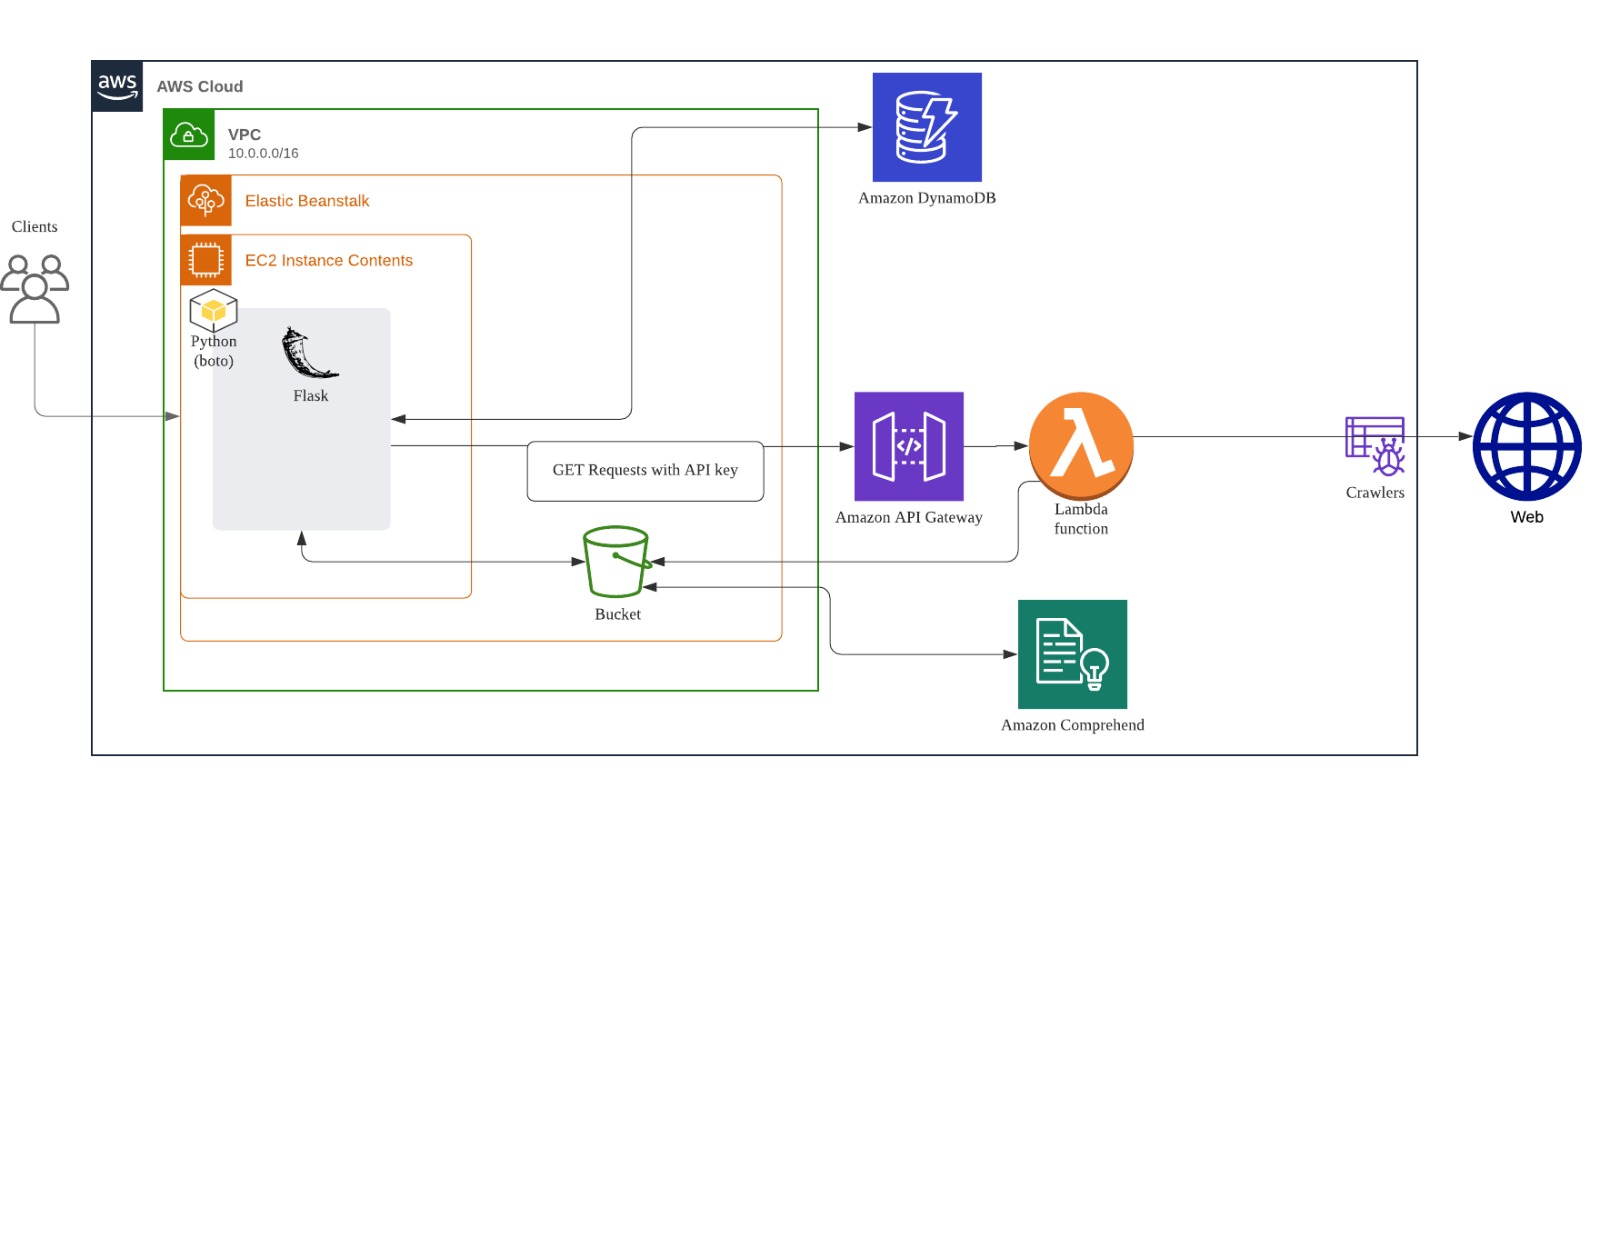 aws
AWS Cloud
VPC
10.0.0.0/16
Elastic Beanstalk
EC2 Instance Contents
Clients
Python
(boto)
Flask
Amazon DynamoDB
GET Requests with API key
</>
Amazon API Gateway
Lambda
function
Crawlers
Web
Bucket
Amazon Comprehend